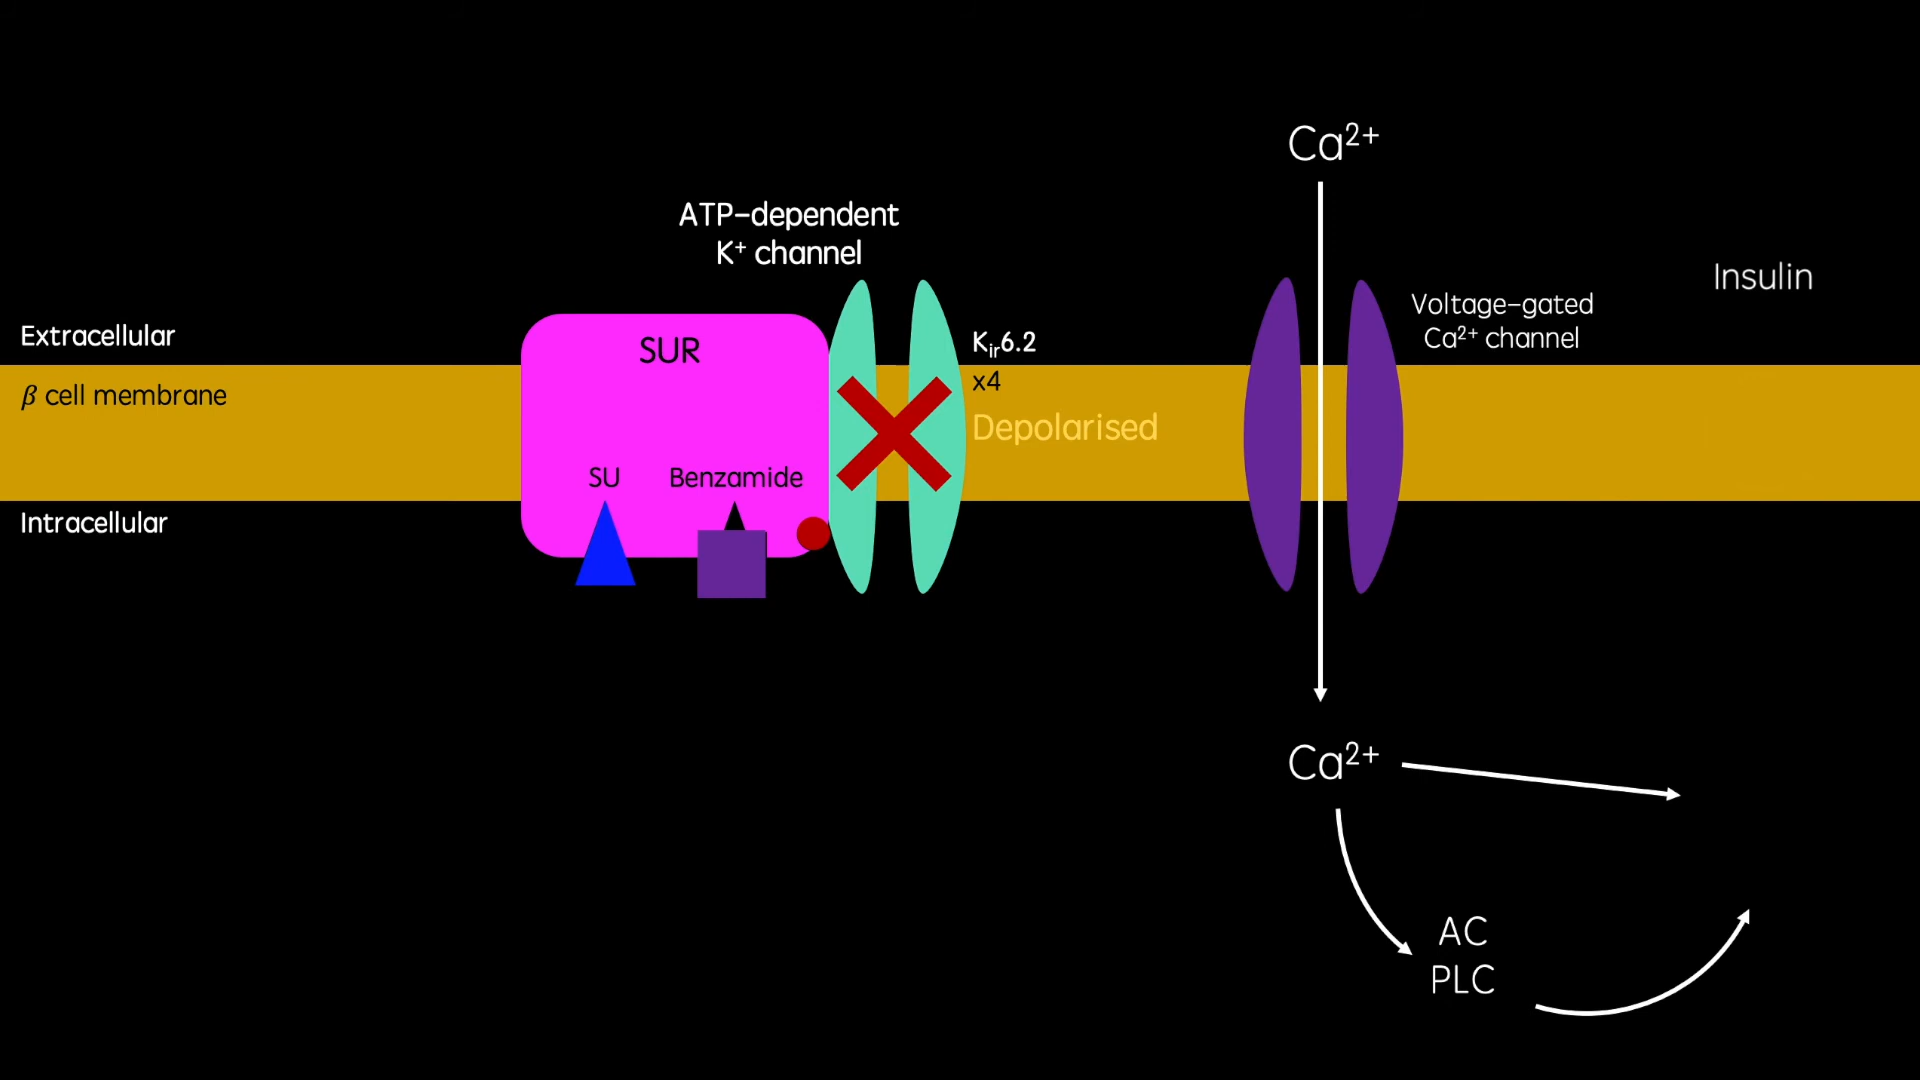 Ca²⁺
ATP-dependent
K⁺ channel
Insulin
Voltage-gated
Ca²⁺ channel
Extracellular
SUR
Kir6.2
x4
β cell membrane
Depolarised
SU
Benzamide
Intracellular
Ca²⁺
AC
PLC